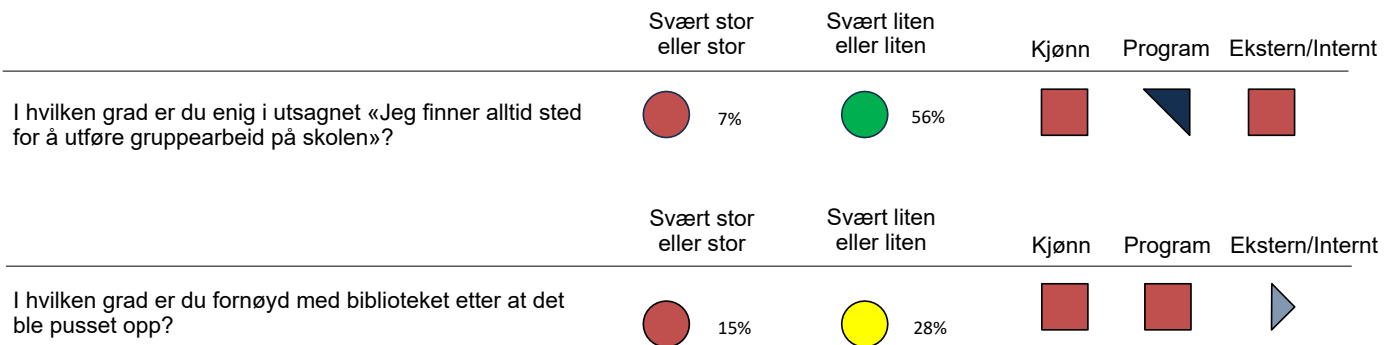 Svært stor
eller stor
Svært liten
eller liten
Kjønn
Program
Ekstern/Internt
I hvilken grad er du enig i utsagnet «Jeg finner alltid sted
for å utføre gruppearbeid på skolen»?
7%
56%
Svært stor
eller stor
Svært liten
eller liten
Kjønn
Program
Ekstern/Internt
I hvilken grad er du fornøyd med biblioteket etter at det
ble pusset opp?
15%
28%